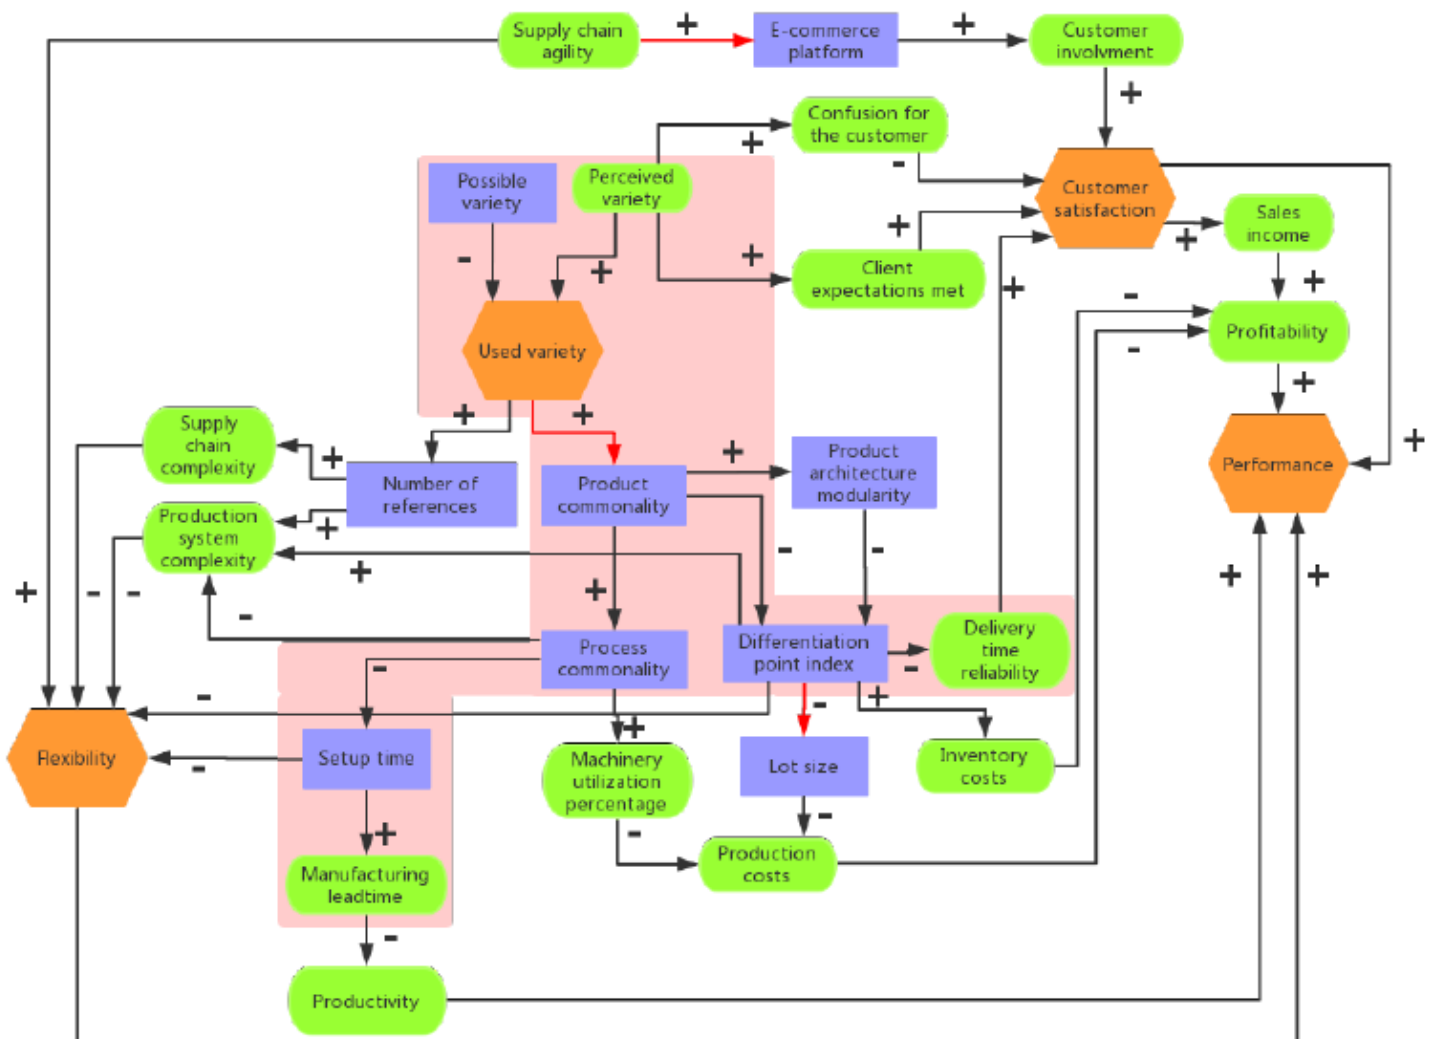 Supply chain
agility
+
E-commerce
platform
+
Customer
involvment
+
Confusion for
the customer
+
-
Possible
variety
Perceived
variety
Customer
satisfaction
Sales
income
+
-
+
+
+
Client
expectations met
+
+
-
Used variety
-
Profitability
+
+
+
Supply
chain
complexity
+
+
Product
architecture
modularity
+
Performance
Number of
references
Product
commonality
Production
system
complexity
+
-
-
+
+
-
-
+
+
+
-
Process
commonality
Differentiation
point index
-
Delivery
time
reliability
-
-
-
+
+
Flexibility
-
Setup time
Machinery
utilization
percentage
Lot size
Inventory
costs
+
-
-
Production
costs
Manufacturing
leadtime
-
Productivity